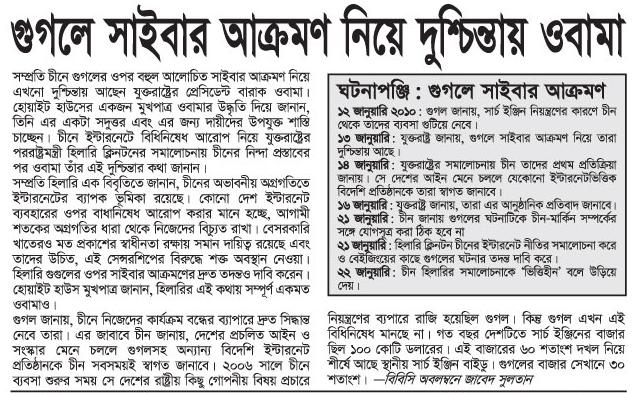 গুগলে সাইবার আক্রমণ নিয়ে দুশ্চিন্তায় ওবামা
সম্প্রতি চীনে গুগলের ওপর বহুল আলোচিত সাইবার আক্রমণ নিয়ে
এখনো দুশ্চিন্তায় আছেন যুক্তরাষ্ট্রের প্রেসিডেন্ট বারাক ওবামা।
হোয়াইট হাউসের একজন মুখপাত্র ওবামার উদ্ধৃতি দিয়ে জানান,
তিনি এর একটা সদুত্তর এবং এর জন্য দায়ীদের উপযুক্ত শাস্তি
চাচ্ছেন। চীনে ইন্টারনেটে বিধিনিষেধ আরোপ নিয়ে যুক্তরাষ্ট্রের
পররাষ্ট্রমন্ত্রী হিলারি ক্লিনটনের সমালোচনায় চীনের নিন্দা প্রস্তাবের
পর ওবামা তাঁর এই দুশ্চিন্তার কথা জানান।
সম্প্রতি হিলারি এক বিবৃতিতে জানান, চীনের অভাবনীয় অগ্রগতিতে
ইন্টারনেটের ব্যাপক ভূমিকা রয়েছে। কোনো দেশ ইন্টারনেট
ব্যবহারের ওপর বাধানিষেধ আরোপ করার মানে হচ্ছে, আগামী
শতকের অগ্রগতির ধারা থেকে নিজেদের বিচ্যুত রাখা। বেসরকারি
খাতেরও মত প্রকাশের স্বাধীনতা রক্ষায় সমান দায়িত্ব রয়েছে এবং
তাদের উচিত, এই সেন্সরশিপের বিরুদ্ধে শক্ত অবস্থান নেওয়া।
হিলারি গুগুলের ওপর সাইবার আক্রমণের দ্রুত তদন্তও দাবি করেন।
হোয়াইট হাউস মুখপাত্র জানান, হিলারির এই কথায় সম্পূর্ণ একমত
ওবামাও।
গুগল জানায়, চীনে নিজেদের কার্যক্রম বন্ধের ব্যাপারে দ্রুত সিদ্ধান্ত
নেবে তারা। এর জাবাবে চীন জানায়, দেশের প্রচলিত আইন ও
সংস্কার মেনে চললে গুগলসহ অন্যান্য বিদেশি ইন্টারনেট
প্রতিষ্ঠানকে চীন সবসময়ই স্বাগত জানাবে। ২০০৬ সালে চীনে
ব্যবসা শুরুর সময় সে দেশের রাষ্ট্রীয় কিছু গোপনীয় বিষয় প্রচারে
ঘটনাপঞ্জি : গুগলে সাইবার আক্রমণ
১২ জানুয়ারি ২০১০ : গুগল জানায়, সার্চ ইঞ্জিন নিয়ন্ত্রণের কারণে চীন
থেকে তাদের ব্যবসা গুটিয়ে নেবে।
১৩ জানুয়ারি : যুক্তরাষ্ট্র জানায়, গুগলে সাইবার আক্রমণ নিয়ে তারা
দুশ্চিন্তায় আছে।
১৪ জানুয়ারি : যুক্তরাষ্ট্রের সমালোচনায় চীন তাদের প্রথম প্রতিক্রিয়া
জানায়। সে দেশের আইন মেনে চললে যেকোনো ইন্টারনেটভিত্তিক
বিদেশি প্রতিষ্ঠানকে তারা স্বাগত জানাবে।
১৬ জানুয়ারি : যুক্তরাষ্ট্র জানায়, তারা এর আনুষ্ঠানিক প্রতিবাদ জানাবে।
২১ জানুয়ারি : চীন জানায় গুগলের ঘটনাটিকে চীন-মার্কিন সম্পর্কের
সঙ্গে যোগসূত্র করা ঠিক হবে না
২১ জানুয়ারি : হিলারি ক্লিনটন চীনের ইন্টারনেট নীতির সমালোচনা করে
ও বেইজিংয়ের কাছে গুগলের ঘটনার তদন্ত দাবি করে।
২২ জানুয়ারি : চীন হিলারির সমালোচনাকে 'ভিত্তিহীন' বলে উড়িয়ে
দেয়।
নিয়ন্ত্রণের ব্যপারে রাজি হয়েছিল গুগল। কিন্তু গুগল এখন এই
বিধিনিষেধ মানছে না। গত বছর দেশটিতে সার্চ ইঞ্জিনের বাজার
ছিল ১০০ কোটি ডলারের। এই বাজারের ৬০ শতাংশ দখল নিয়ে
শীর্ষে আছে স্থানীয় সার্চ ইঞ্জিন বাইডু। গুগলের বাজার সেখানে ৩০
শতাংশ। —বিবিসি অবলম্বনে জাবেদ সুলতান